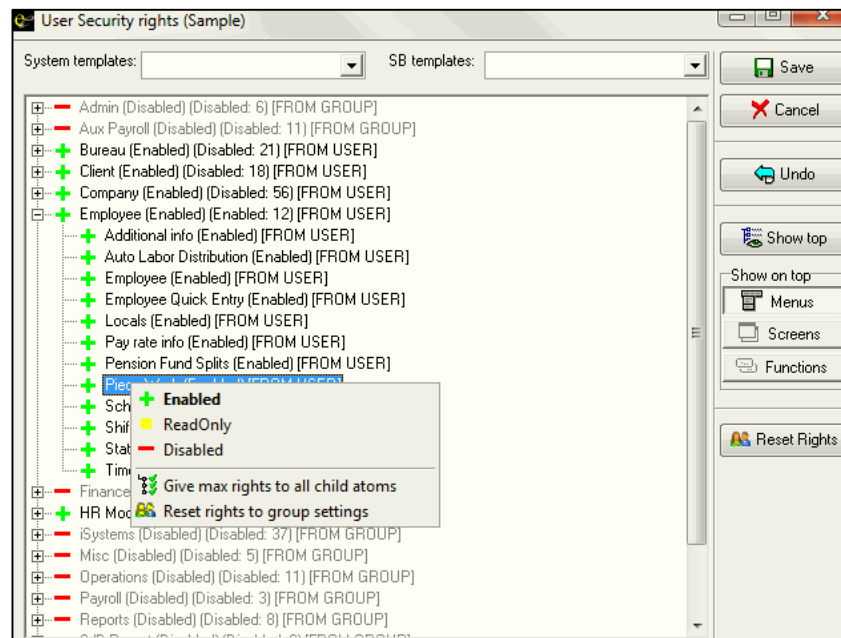 User Security rights (Sample)
System templates: SB templates:
Save
Cancel
Undo
Show top
Show on top
Menus
Screens
Functions
Reset Rights
Admin (Disabled) (Disabled: 6) [FROM GROUP]
Aux Payroll (Disabled) (Disabled: 11) [FROM GROUP]
Bureau (Enabled) (Disabled: 21) [FROM USER]
Client (Enabled) (Disabled: 18) [FROM USER]
Company (Enabled) (Disabled: 56) [FROM USER]
Employee (Enabled) (Enabled: 12) [FROM USER]
Additional info (Enabled) [FROM USER]
Auto Labor Distribution (Enabled) [FROM USER]
Employee (Enabled) [FROM USER]
Employee Quick Entry (Enabled) [FROM USER]
Locals (Enabled) [FROM USER]
Pay rate info (Enabled) [FROM USER]
Pension Fund Splits (Enabled) [FROM USER]
Sch
Shif
Stat
Time
Enabled
ReadOnly
Disabled
Give max rights to all child atoms
Reset rights to group settings
Finance
HR Mod
iSystems (Disabled) (Disabled: 37) [FROM GROUP]
Misc (Disabled) (Disabled: 5) [FROM GROUP]
Operations (Disabled) (Disabled: 11) [FROM GROUP]
Payroll (Disabled) (Disabled: 3) [FROM GROUP]
Reports (Disabled) (Disabled: 8) [FROM GROUP]